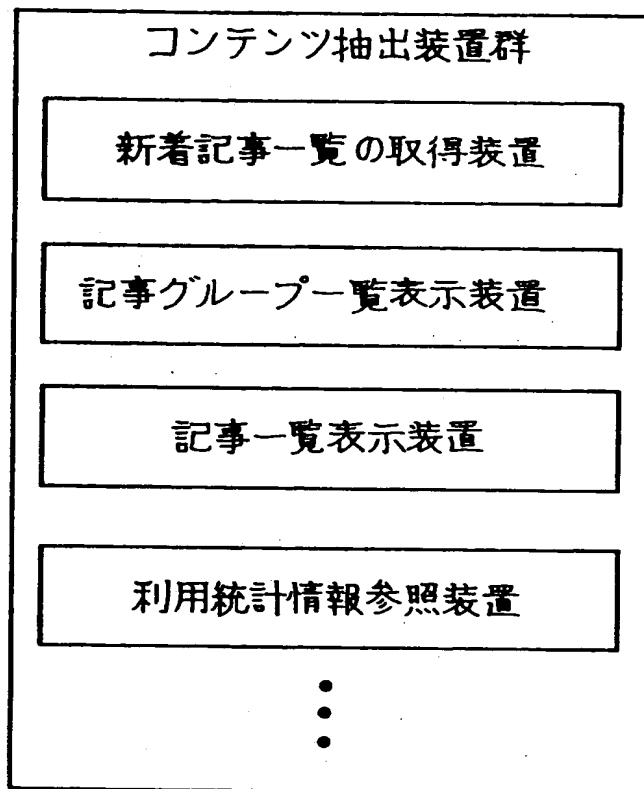 コンテンツ抽出装置群
新着記事一覧の取得装置
記事グループ一覧表示装置
記事一覧表示装置
利用統計情報参照装置